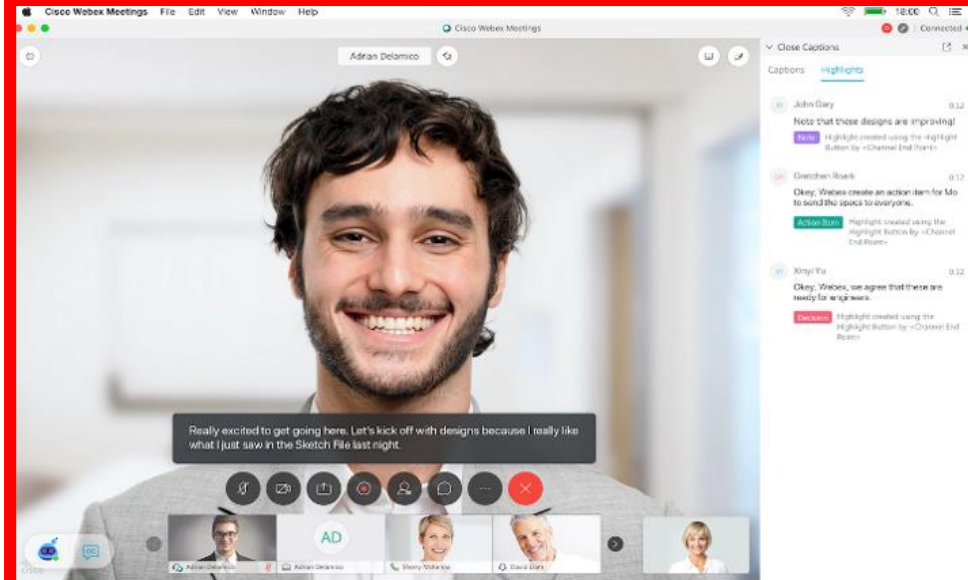 Cisco Webex Meetings File Edit View Window Help 18:00
Cisco Webex Meetings
Connected
Adrian Delamico
Close Captions
Captions Highlights
John Gary 0:12
Note that these designs are improving!
Note Highlight created using the Highlight
Button by <Channel End Point>
Gretchen Roark 0:12
Okey, Webex create an action item for Mo
to send the specs to everyone.
Action Item Highlight created using the
Highlight Button by <Channel
End Point>
Xinyi Yu 0:12
Okey, Webex, we agree that these are
ready for engineers.
Decision Highlight created using the
Highlight Button by <Channel End
Point>
Really excited to get going here. Let's kick off with designs because I really like
what I just saw in the Sketch File last night.
AD
Adrian Delamico
Adrian Delamico
Sherry McKenna
CC
cisco